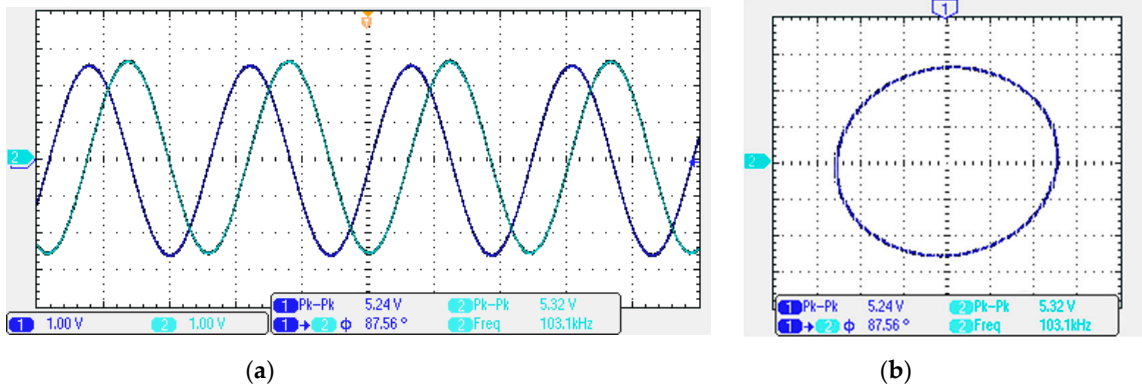 T
2
1 Pk-Pk 5.24 V 2 Pk-Pk 5.32 V
1 1.00 V 2 1.00 V 1→2 ϕ 87.56 ° 2 Freq 103.1kHz
(a)
1
2
1 Pk-Pk 5.24 V 2 Pk-Pk 5.32 V
1→2 ϕ 87.56 ° 2 Freq 103.1kHz
(b)